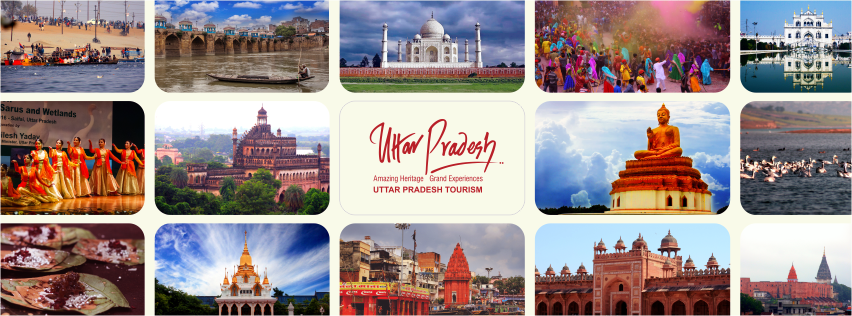 Sarus and Wetlands
Uttar Pradesh..
Amazing Heritage Grand Experiences
UTTAR PRADESH TOURISM